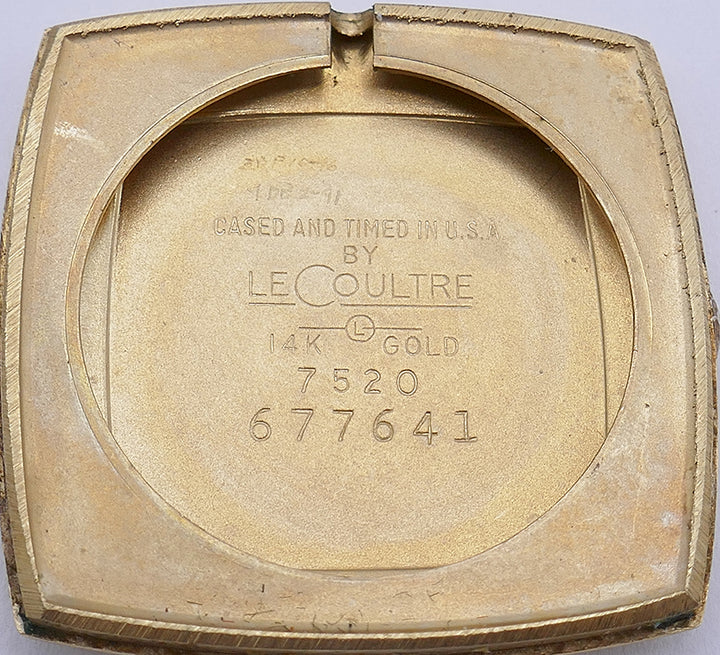 CASED AND TIMED IN U.S.A.
BY
LECOULTRE
L
14K GOLD
7520
677641